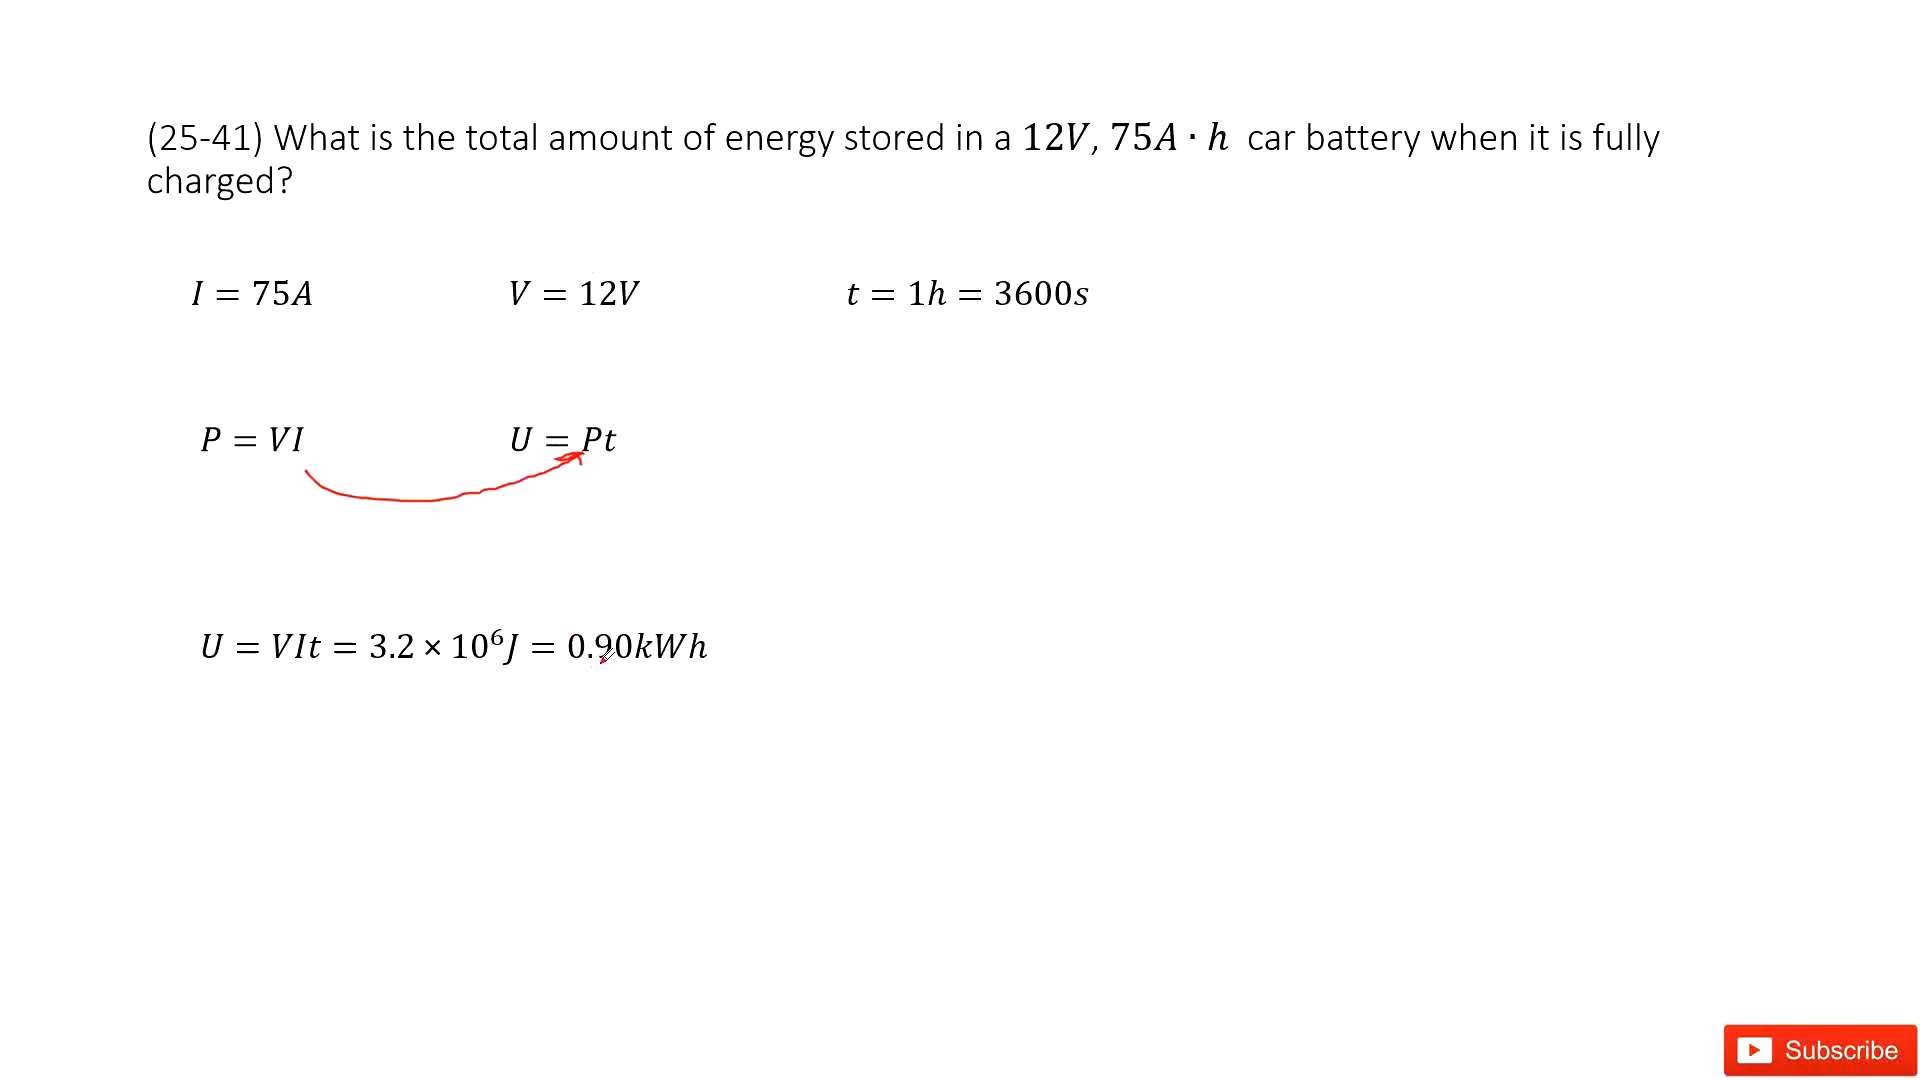 (25-41) What is the total amount of energy stored in a 12V, 75A · h car battery when it is fully
charged?
I = 75A V = 12V t = 1h = 3600s
P = VI U = Pt
U = VIt = 3.2 × 10⁶J = 0.90kWh
Subscribe